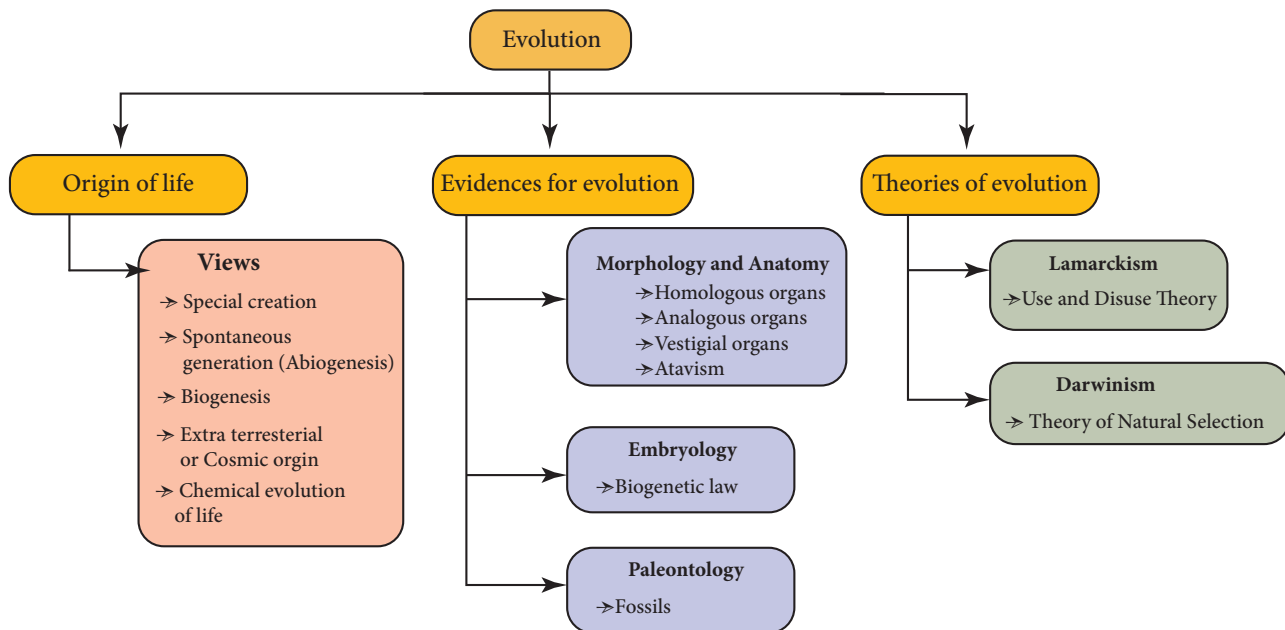 Evolution
Origin of life
Evidences for evolution
Theories of evolution
Views
→ Special creation
→ Spontaneous
generation (Abiogenesis)
→ Biogenesis
→ Extra terresterial
or Cosmic orgin
→ Chemical evolution
of life
Morphology and Anatomy
→ Homologous organs
→ Analogous organs
→ Vestigial organs
→ Atavism
Embryology
→ Biogenetic law
Paleontology
→ Fossils
Lamarckism
→ Use and Disuse Theory
Darwinism
→ Theory of Natural Selection